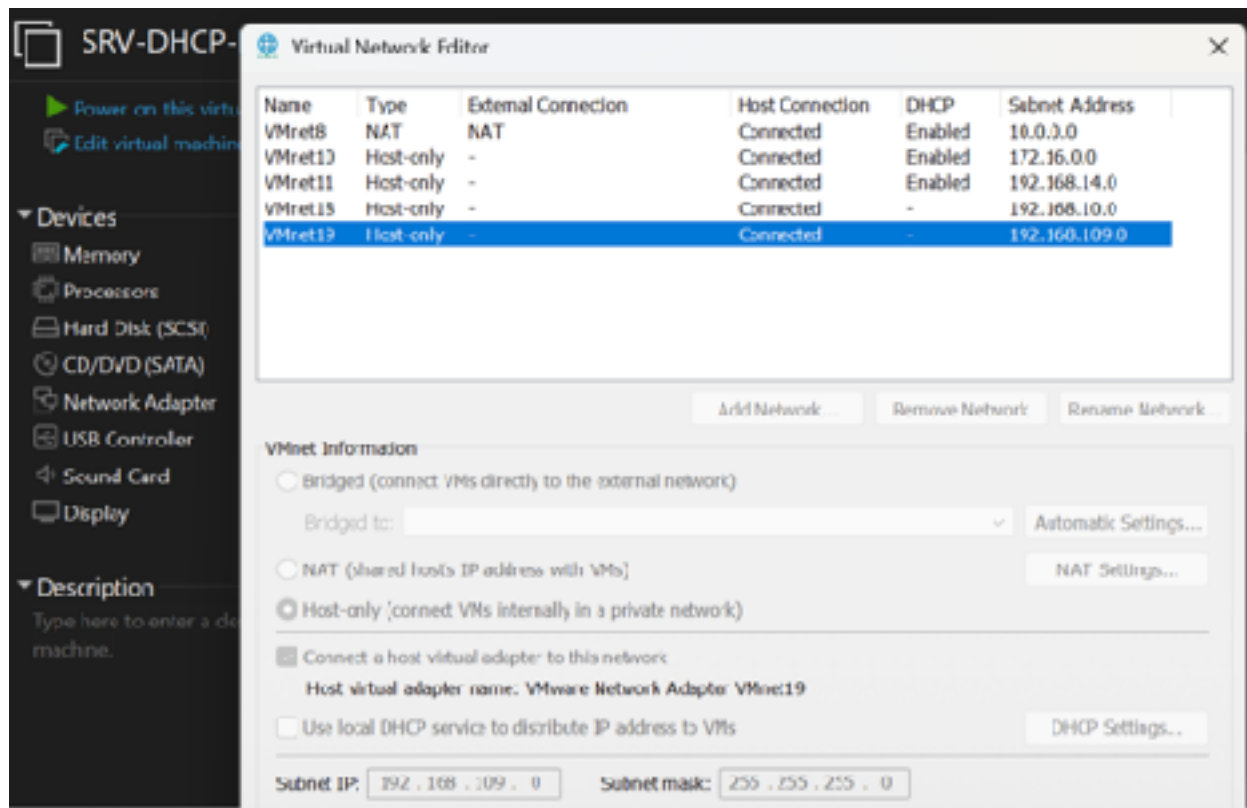 SRV-DHCP-
Virtual Network Editor
Power on this virtu
Edit virtual machin
Name Type External Connection Host Connection DHCP Subnet Address
VMnet8 NAT NAT Connected Enabled 10.0.0.0
VMnet10 Host-only - Connected Enabled 172.16.0.0
VMnet11 Host-only - Connected Enabled 192.168.14.0
Host-only - Connected - 192.168.10.0
VMnet19 Host-only - Connected - 192.168.109.0
Devices
Memory
Processors
Hard Disk (SCSI)
CD/DVD (SATA)
Network Adapter
USB Controller
Sound Card
Display
Add Network... Remove Network Rename Network...
VMnet Information
Bridged (connect VMs directly to the external network)
Bridged to: Automatic Settings...
NAT (shared host's IP address with VMs) NAT Settings...
Host-only (connect VMs internally in a private network)
Connect a host virtual adapter to this network
Host virtual adapter name: VMware Network Adapter VMnet19
Use local DHCP service to distribute IP address to VMs DHCP Settings...
Subnet IP: 192 . 168 . 109 . 0 Subnet mask: 255 . 255 . 255 . 0
Description
Type here to enter a de
machine.